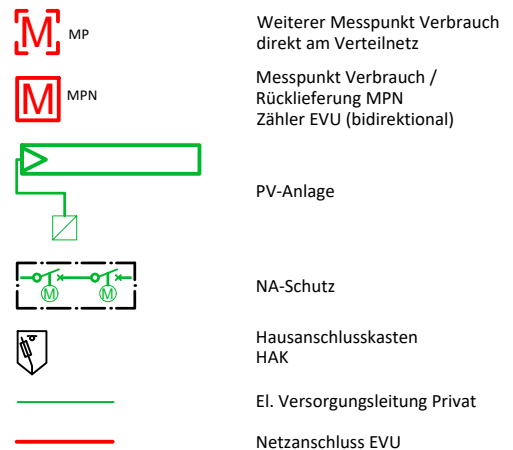 M MP
Weiterer Messpunkt Verbrauch
direkt am Verteilnetz
M MPN
Messpunkt Verbrauch /
Rücklieferung MPN
Zähler EVU (bidirektional)
PV-Anlage
M M
NA-Schutz
Hausanschlusskasten
HAK
El. Versorgungsleitung Privat
Netzanschluss EVU